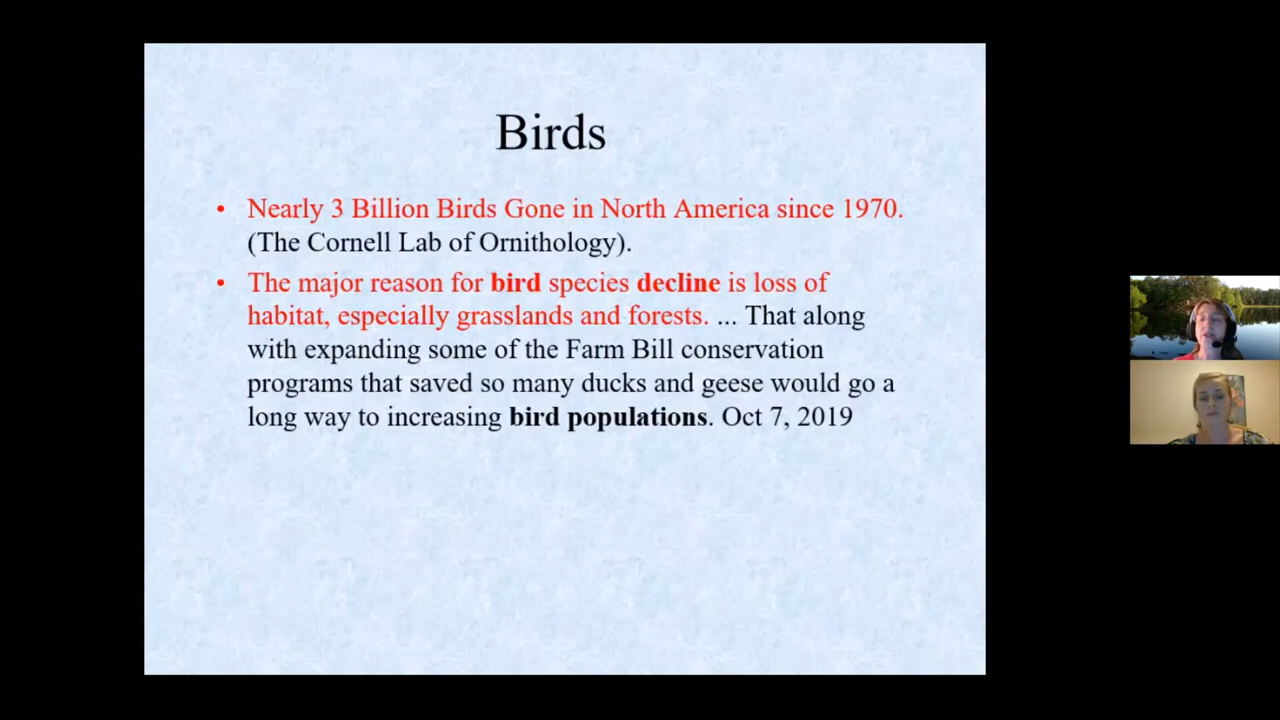 Birds
• Nearly 3 Billion Birds Gone in North America since 1970.
(The Cornell Lab of Ornithology).
• The major reason for bird species decline is loss of
habitat, especially grasslands and forests. ... That along
with expanding some of the Farm Bill conservation
programs that saved so many ducks and geese would go a
long way to increasing bird populations. Oct 7, 2019